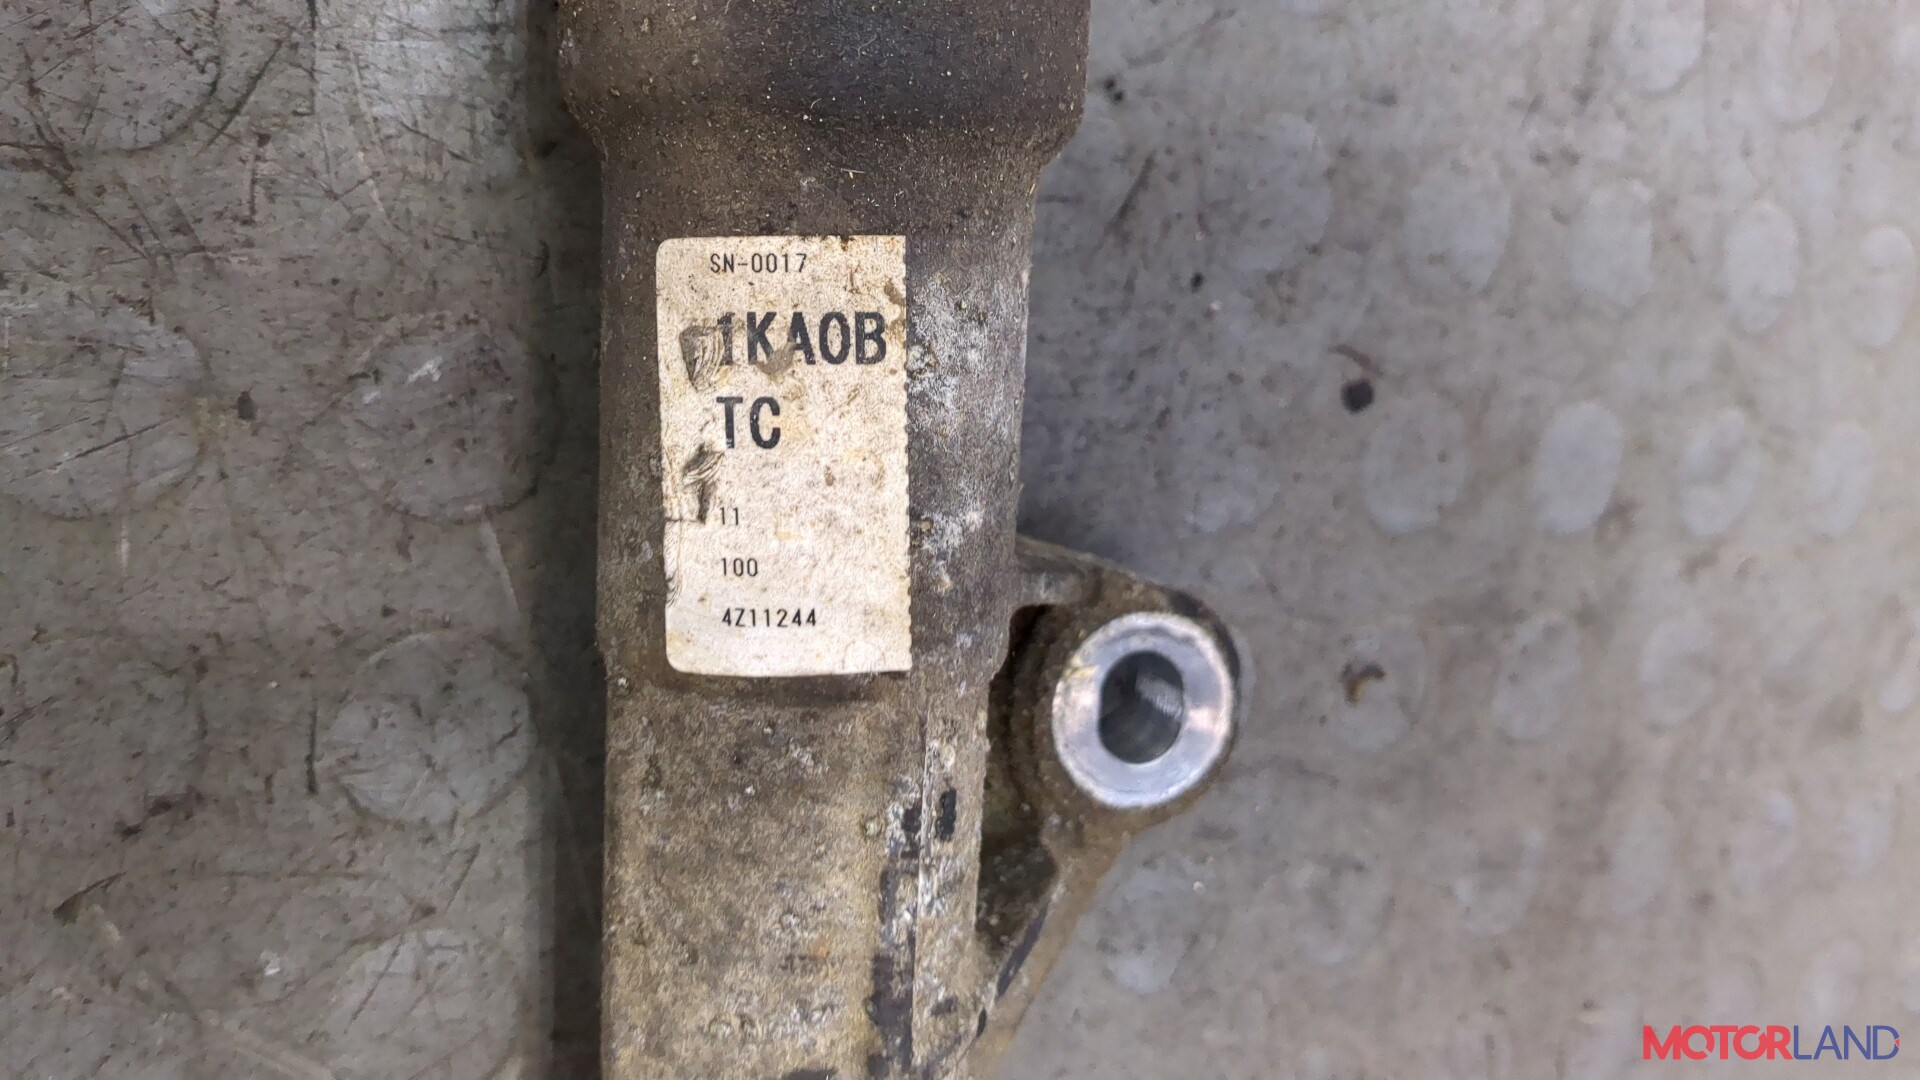 SN-0017
1KA0B
TC
11
100
4Z11244
MOTORLAND